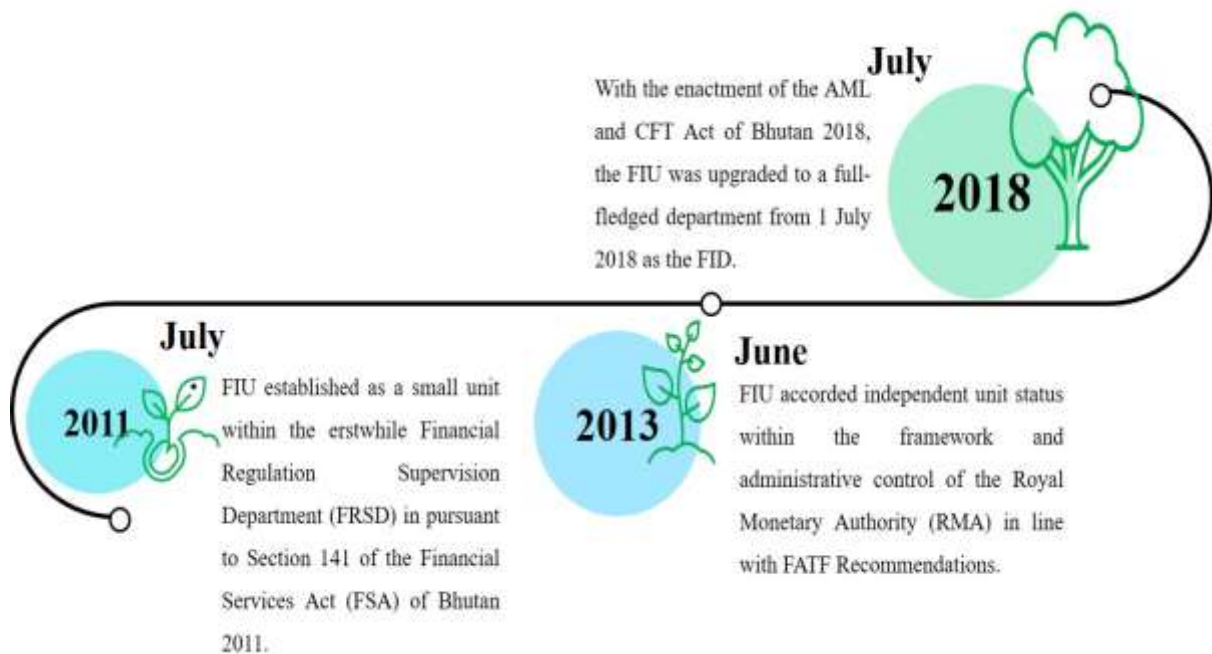 July
2011
FIU established as a small unit
within the erstwhile Financial
Regulation Supervision
Department (FRSD) in pursuant
to Section 141 of the Financial
Services Act (FSA) of Bhutan
2011.
June
2013
FIU accorded independent unit status
within the framework and
administrative control of the Royal
Monetary Authority (RMA) in line
with FATF Recommendations.
July
2018
With the enactment of the AML
and CFT Act of Bhutan 2018,
the FIU was upgraded to a full-
fledged department from 1 July
2018 as the FID.